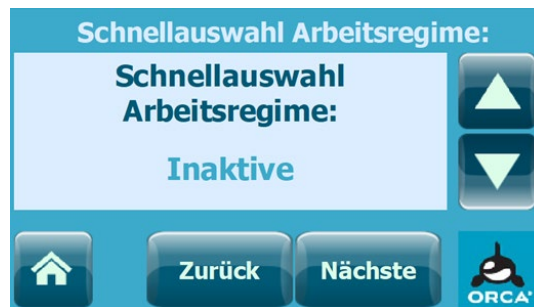 Schnellauswahl Arbeitsregime:
Schnellauswahl
Arbeitsregime:
Inaktive
Zurück
Nächste
ORCA